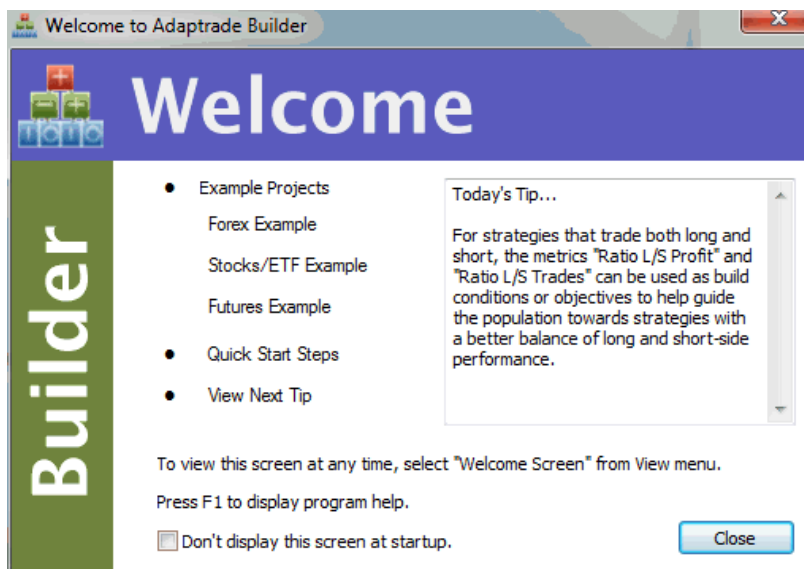 Welcome to Adaptrade Builder
Welcome
Builder
Example Projects
Forex Example
Stocks/ETF Example
Futures Example
Quick Start Steps
View Next Tip
Today's Tip...
For strategies that trade both long and
short, the metrics "Ratio L/S Profit" and
"Ratio L/S Trades" can be used as build
conditions or objectives to help guide
the population towards strategies with
a better balance of long and short-side
performance.
To view this screen at any time, select "Welcome Screen" from View menu.
Press F1 to display program help.
Don't display this screen at startup.
Close